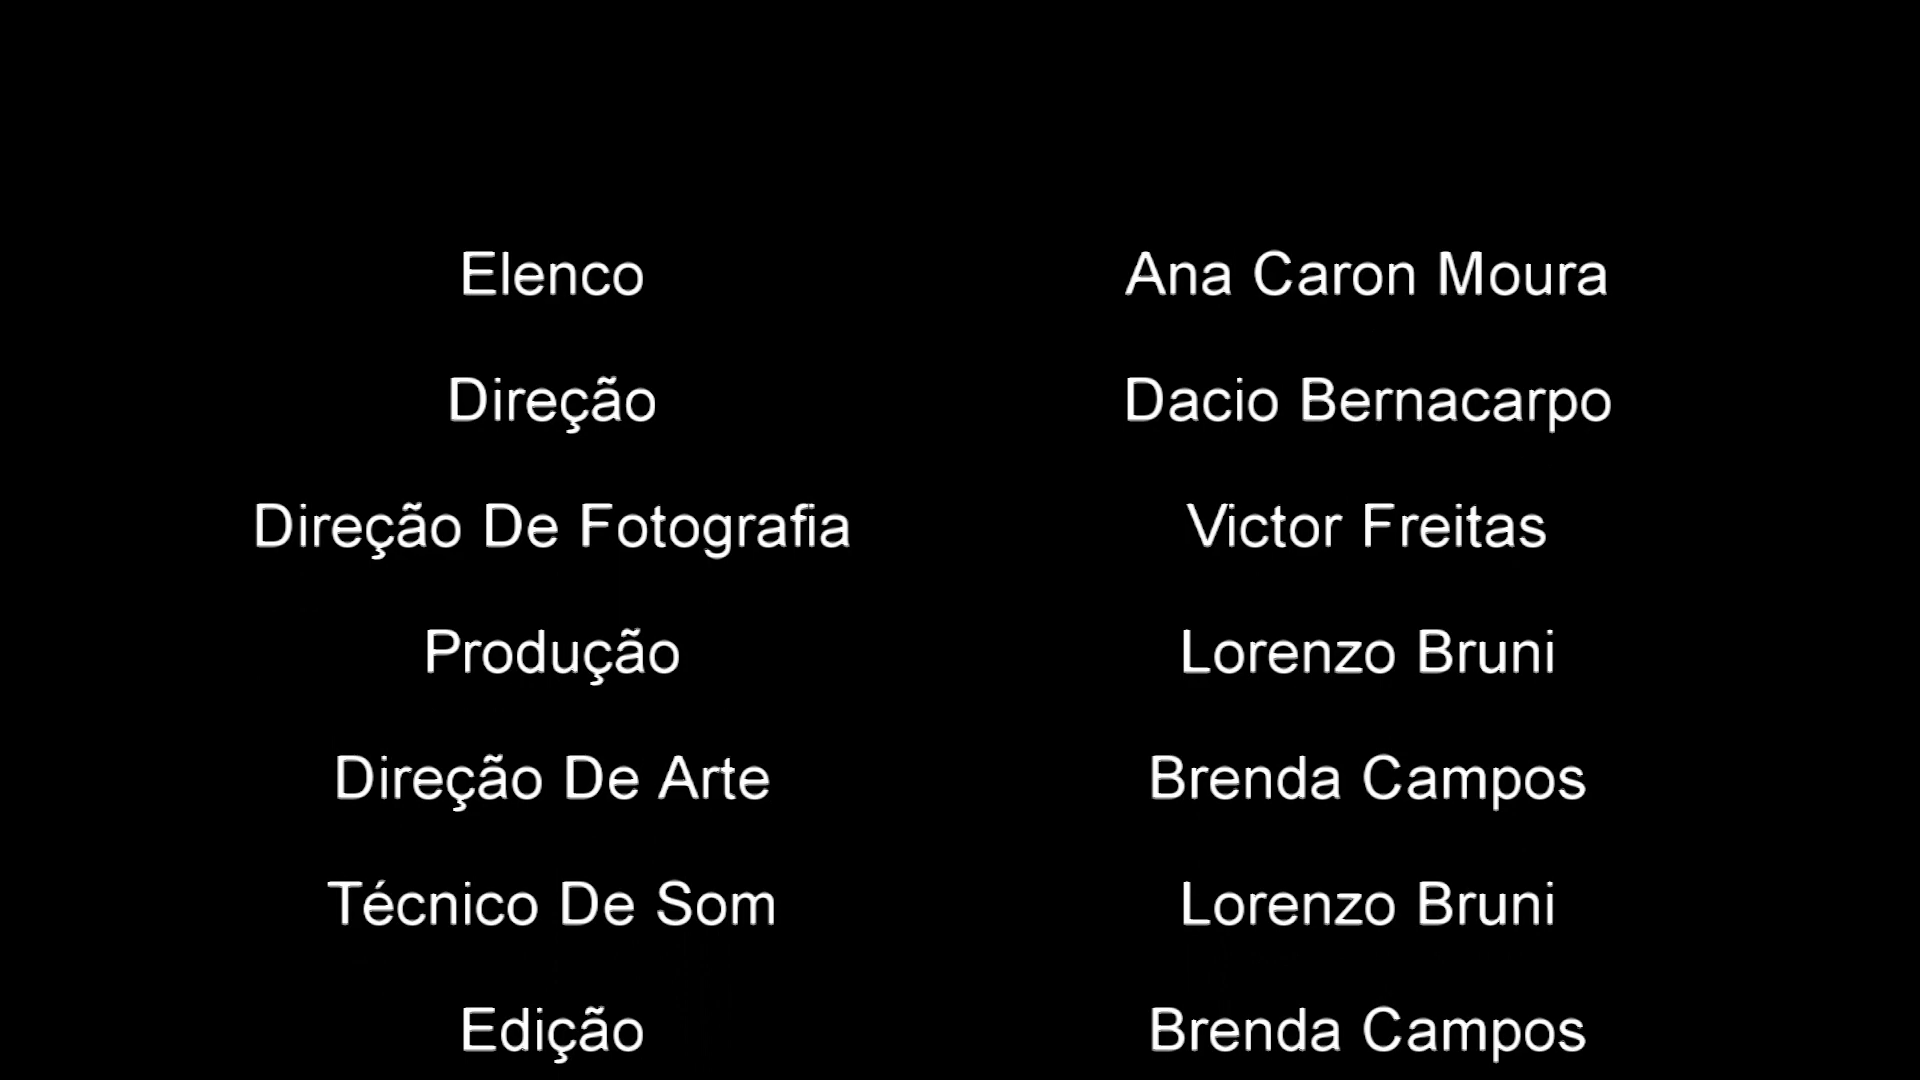 Elenco Ana Caron Moura
Direção Dacio Bernacarpo
Direção De Fotografia Victor Freitas
Produção Lorenzo Bruni
Direção De Arte Brenda Campos
Técnico De Som Lorenzo Bruni
Edição Brenda Campos